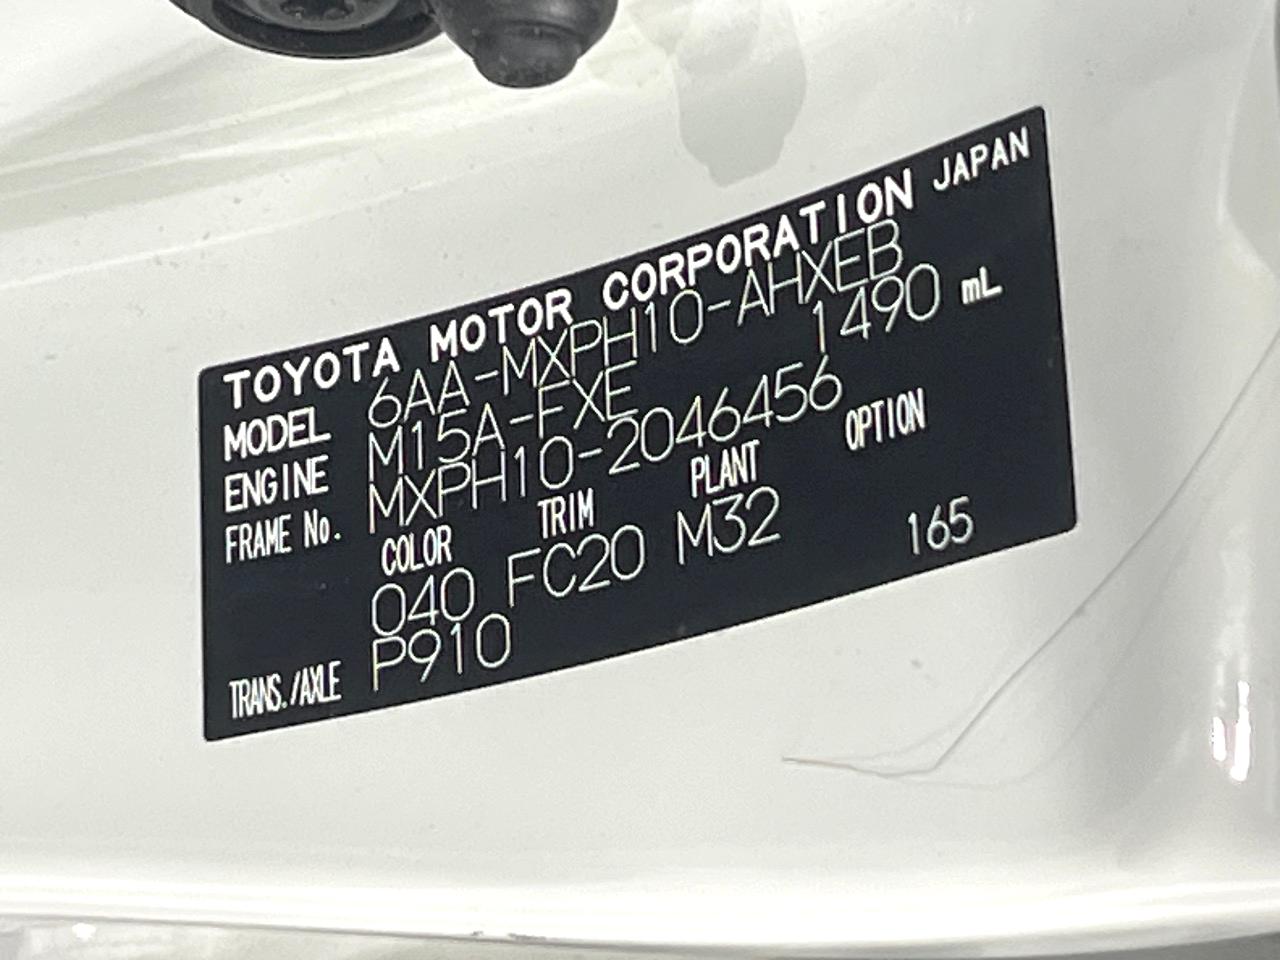 TOYOTA MOTOR CORPORATION JAPAN
MODEL 6AA-MXPH10-AHXEB
ENGINE M15A-FXE 1490 mL
FRAME No. MXPH10-2046456
COLOR TRIM PLANT OPTION
040 FC20 M32 165
TRANS./AXLE P910